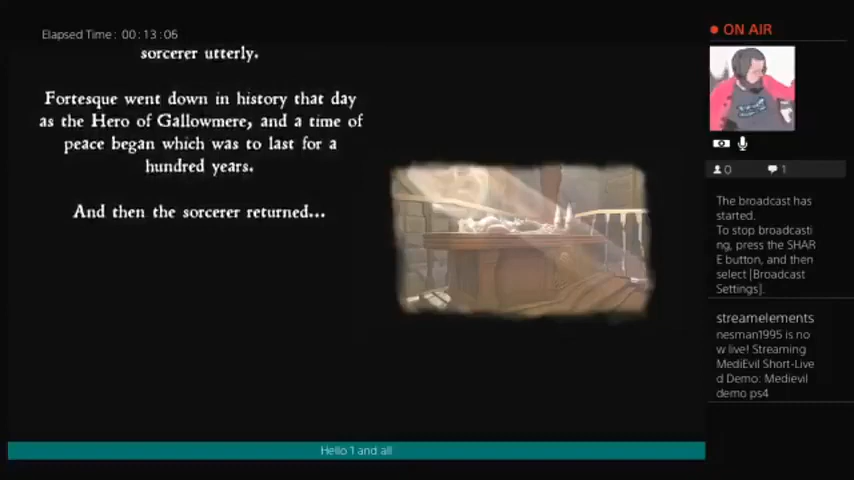 Elapsed Time: 00:13:06
sorcerer utterly.
Fortesque went down in history that day
as the Hero of Gallowmere, and a time of
peace began which was to last for a
hundred years.
And then the sorcerer returned...
Hello 1 and all
ON AIR
0
1
The broadcast has
started.
To stop broadcasti
ng, press the SHAR
E button, and then
select [Broadcast
Settings].
streamelements
nesman1995 is no
w live! Streaming
MediEvil Short-Live
d Demo: Medievil
demo ps4